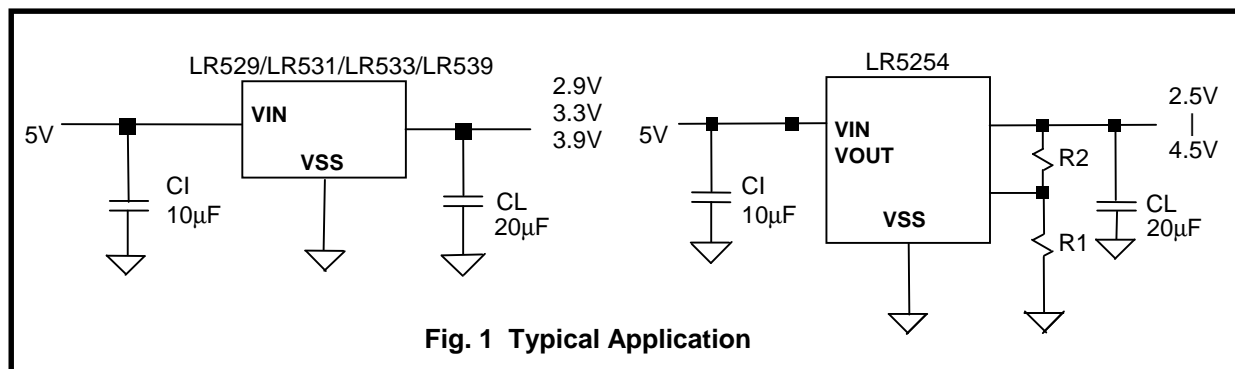 LR529/LR531/LR533/LR539
5V
VIN
VSS
2.9V
3.3V
3.9V
CI
10μF
CL
20μF
LR5254
5V
VIN
VOUT
VSS
2.5V
|
4.5V
R2
R1
CI
10μF
CL
20μF
Fig. 1 Typical Application